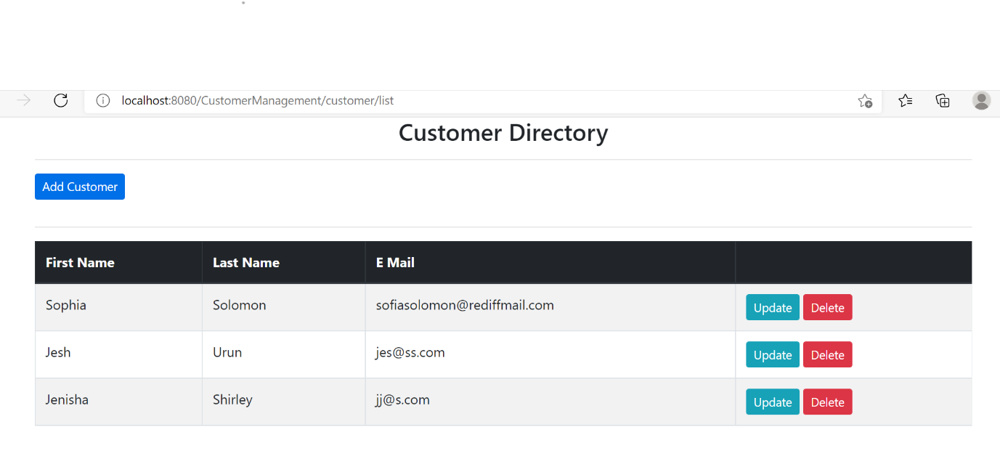 localhost:8080/CustomerManagement/customer/list
Customer Directory
Add Customer
First Name Last Name E Mail
Sophia Solomon sofiasolomon@rediffmail.com Update Delete
Jesh Urun jes@ss.com Update Delete
Jenisha Shirley jj@s.com Update Delete